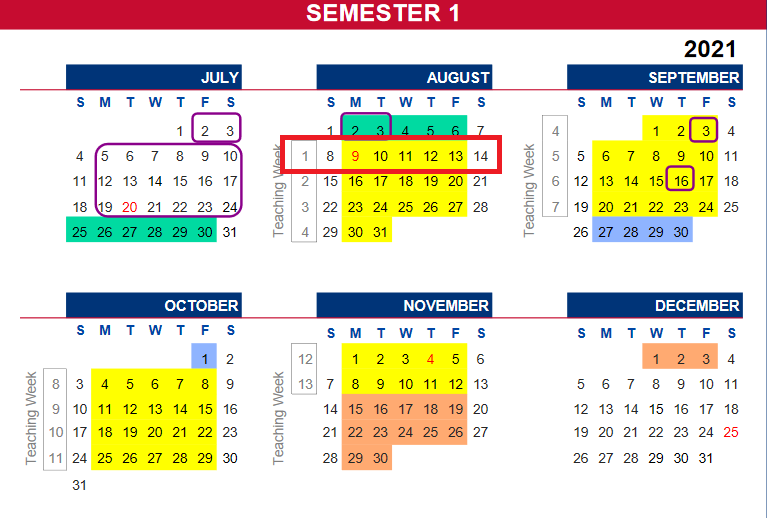 SEMESTER 1
2021
JULY
S M T W T F S
1 2 3
4 5 6 7 8 9 10
11 12 13 14 15 16 17
18 19 20 21 22 23 24
25 26 27 28 29 30 31
AUGUST
S M T W T F S
Teaching Week
1 2 3 4 5 6 7
1 8 9 10 11 12 13 14
2 15 16 17 18 19 20 21
3 22 23 24 25 26 27 28
4 29 30 31
SEPTEMBER
S M T W T F S
Teaching Week
4 1 2 3 4
5 5 6 7 8 9 10 11
6 12 13 14 15 16 17 18
7 19 20 21 22 23 24 25
26 27 28 29 30
OCTOBER
S M T W T F S
Teaching Week
1 2
8 3 4 5 6 7 8 9
9 10 11 12 13 14 15 16
10 17 18 19 20 21 22 23
11 24 25 26 27 28 29 30
31
NOVEMBER
S M T W T F S
Teaching Week
12 1 2 3 4 5 6
13 7 8 9 10 11 12 13
14 15 16 17 18 19 20
21 22 23 24 25 26 27
28 29 30
DECEMBER
S M T W T F S
1 2 3 4
5 6 7 8 9 10 11
12 13 14 15 16 17 18
19 20 21 22 23 24 25
26 27 28 29 30 31